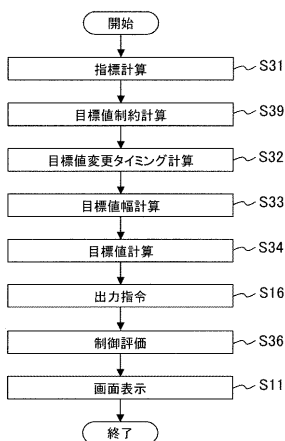 開始
指標計算 S31
目標値制約計算 S39
目標値変更タイミング計算 S32
目標値幅計算 S33
目標値計算 S34
出力指令 S16
制御評価 S36
画面表示 S11
終了